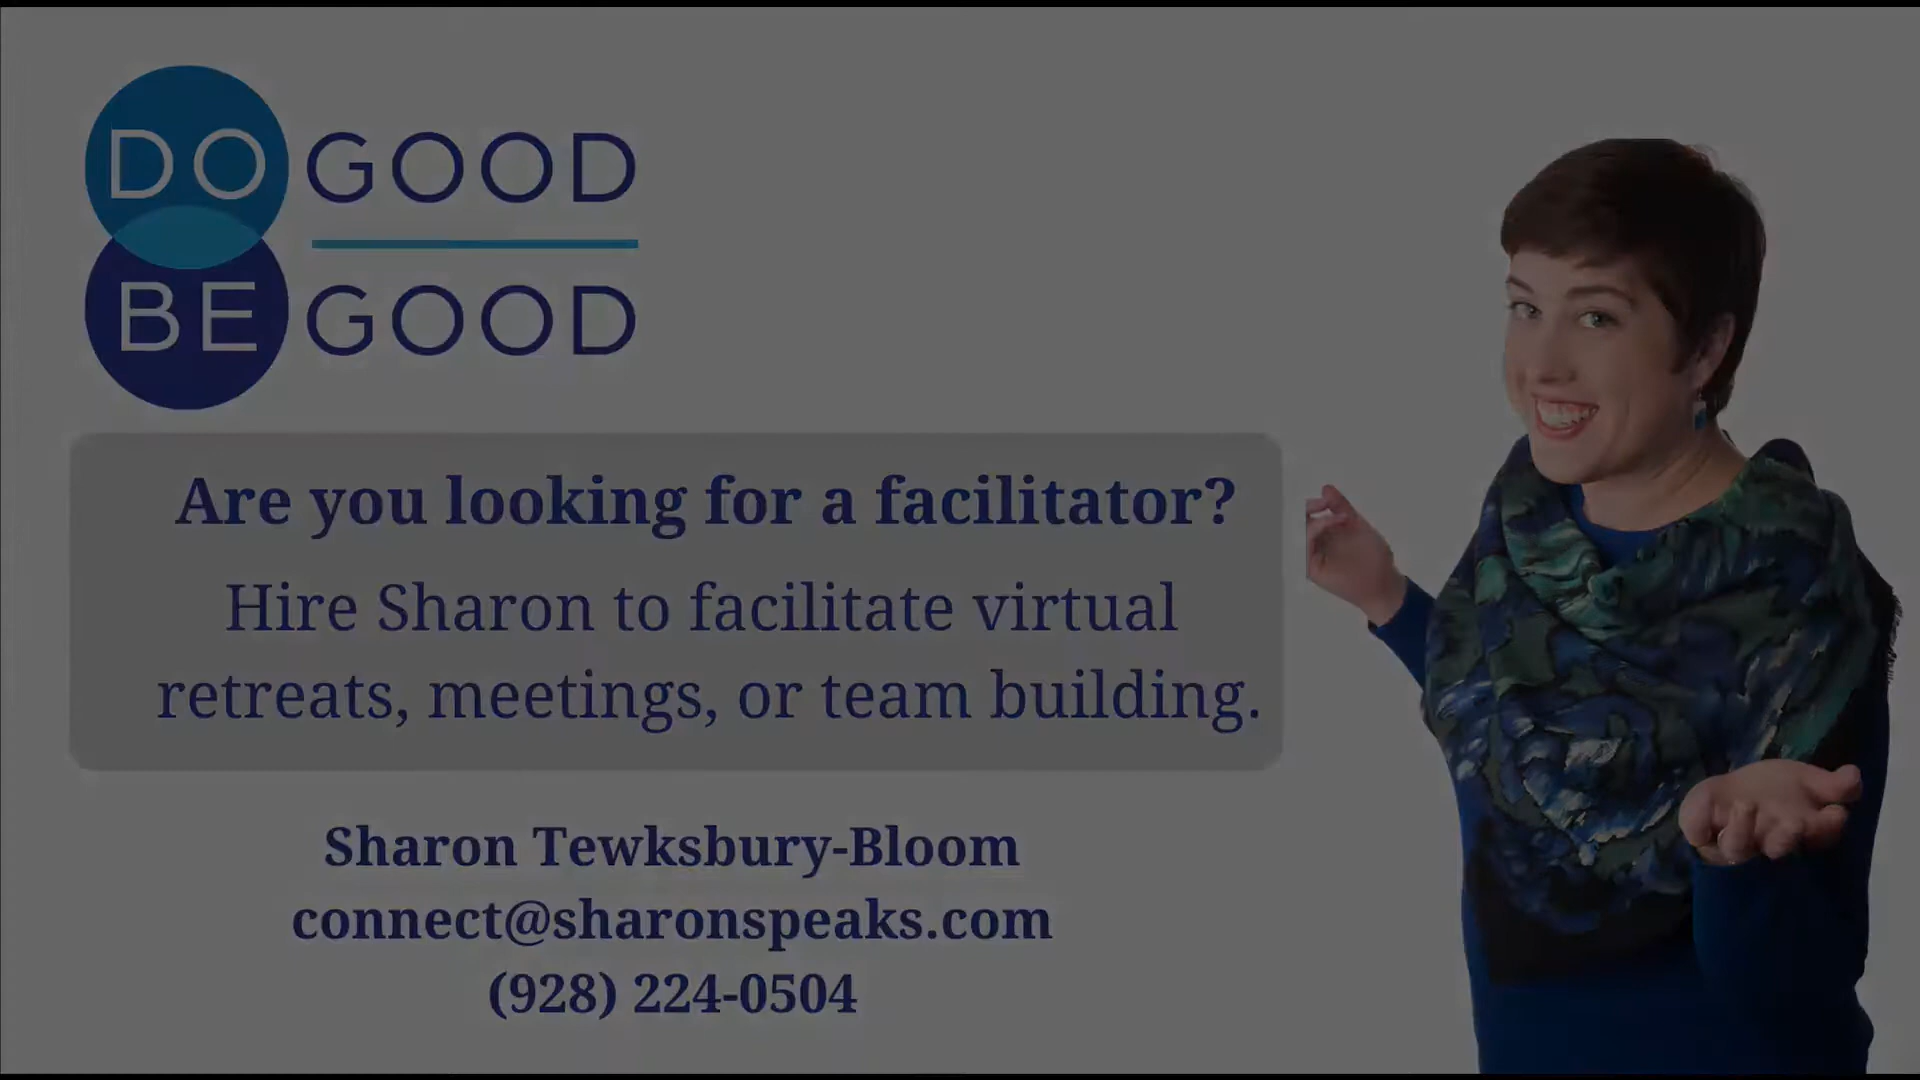 DO GOOD
BE GOOD
Are you looking for a facilitator?
Hire Sharon to facilitate virtual
retreats, meetings, or team building.
Sharon Tewksbury-Bloom
connect@sharonspeaks.com
(928) 224-0504